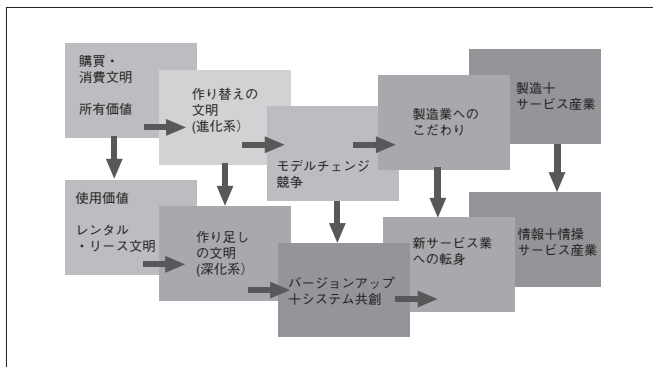 購買・
消費文明
所有価値
作り替えの
文明
(進化系)
モデルチェンジ
競争
製造業への
こだわり
製造＋
サービス産業
使用価値
レンタル
・リース文明
作り足し
の文明
(深化系)
バージョンアップ
＋システム共創
新サービス業
への転身
情報＋情操
サービス産業